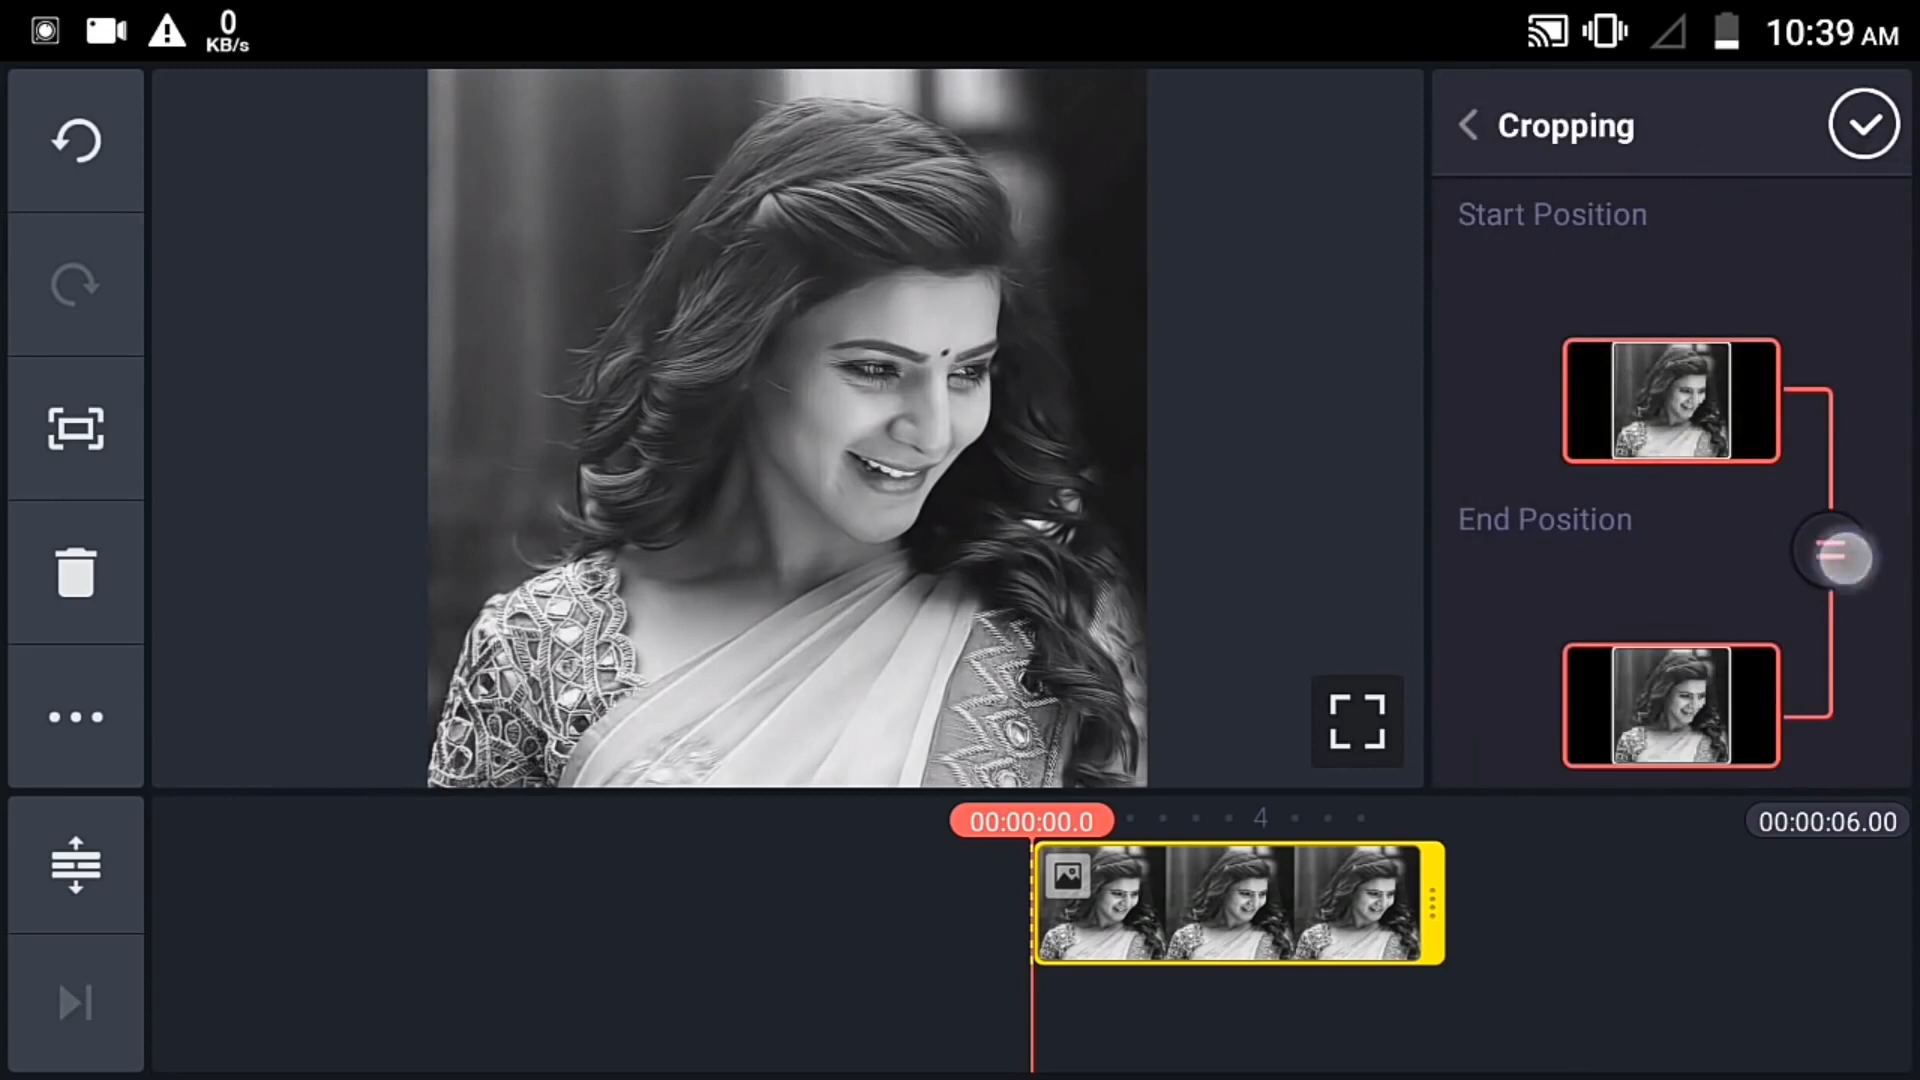 0
KB/s
10:39 AM
Cropping
Start Position
End Position
00:00:00.0
4
00:00:06.00